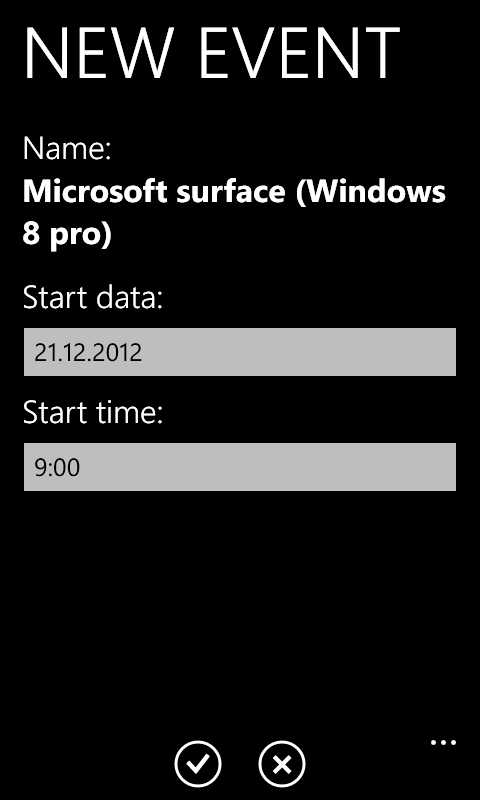 NEW EVENT
Name:
Microsoft surface (Windows
8 pro)
Start data:
21.12.2012
Start time:
9:00